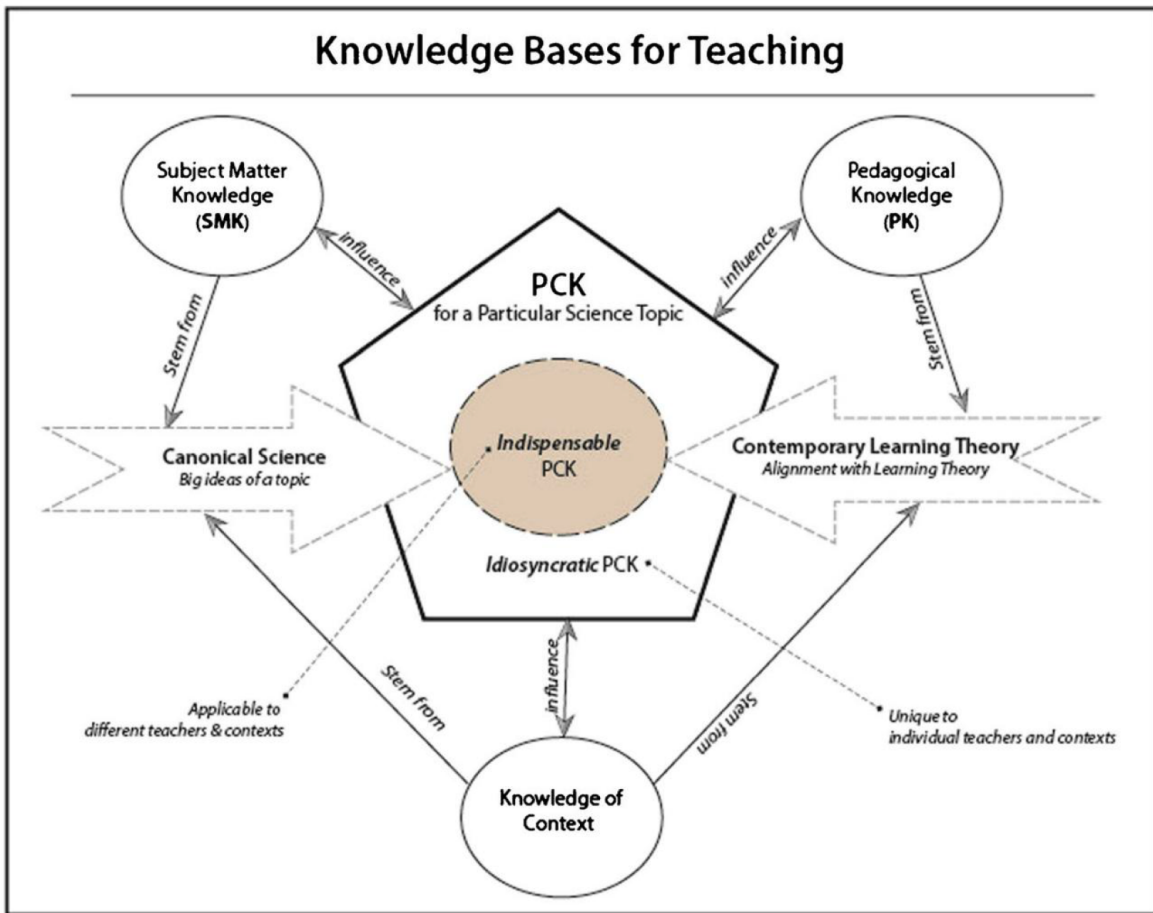 Knowledge Bases for Teaching
Subject Matter
Knowledge
(SMK)
Pedagogical
Knowledge
(PK)
influence
influence
PCK
for a Particular Science Topic
Stem from
Stem from
Indispensable
PCK
Canonical Science
Big ideas of a topic
Contemporary Learning Theory
Alignment with Learning Theory
Idiosyncratic PCK
Stem from
influence
Stem from
Applicable to
different teachers & contexts
Unique to
individual teachers and contexts
Knowledge of
Context